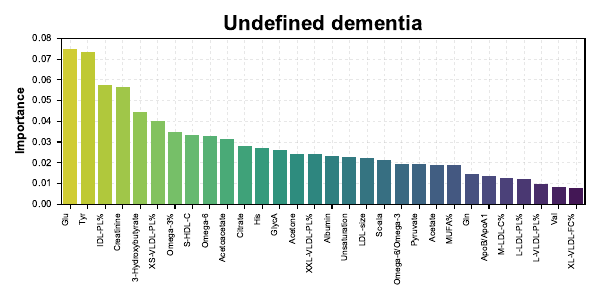 Undefined dementia
Importance
0.08
0.07
0.06
0.05
0.04
0.03
0.02
0.01
0.00
Glu
Tyr
IDL-PL%
Creatinine
3-Hydroxybutyrate
XS-VLDL-PL%
Omega-3%
S-HDL-C
Omega-6
Acetoacetate
Citrate
His
GlycA
Acetone
XXL-VLDL-PL%
Albumin
Unsaturation
LDL-size
Omega-6/Omega-3
Pyruvate
Acetate
MUFA%
Gln
ApoB/ApoA1
M-LDL-C%
L-LDL-PL%
L-VLDL-PL%
Val
XL-VLDL-FC%